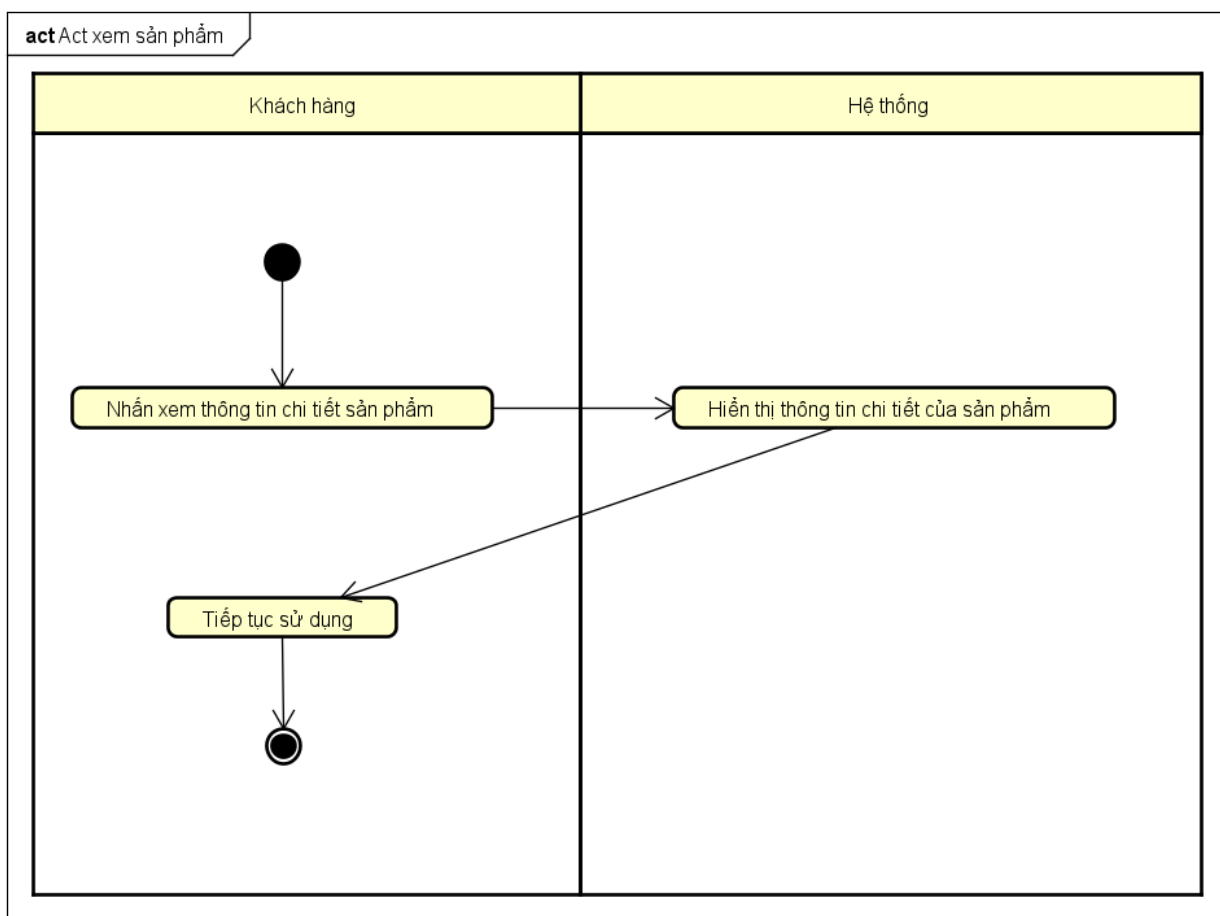 act Act xem sản phẩm
Khách hàng
Hệ thống
Nhấn xem thông tin chi tiết sản phẩm
Hiển thị thông tin chi tiết của sản phẩm
Tiếp tục sử dụng